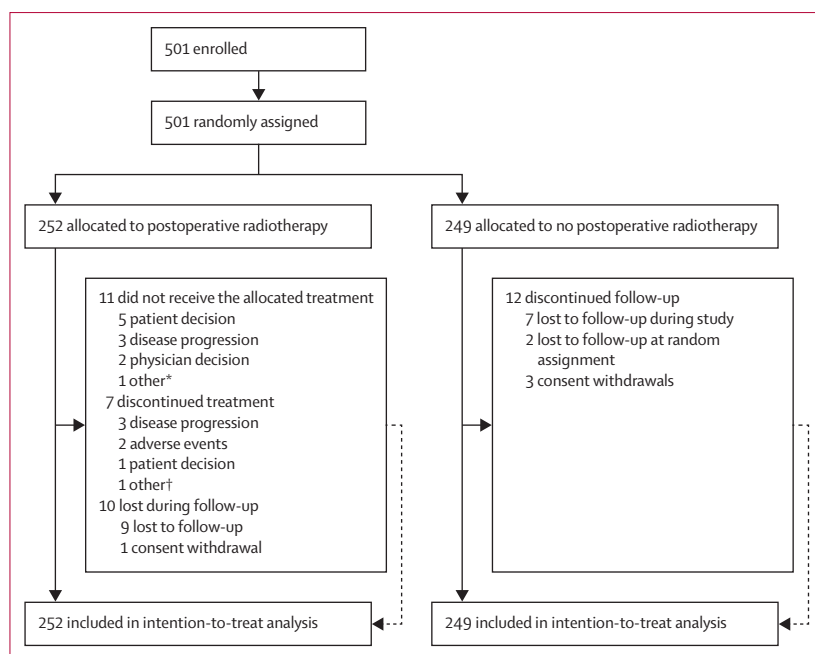 501 enrolled
501 randomly assigned
252 allocated to postoperative radiotherapy
249 allocated to no postoperative radiotherapy
11 did not receive the allocated treatment
5 patient decision
3 disease progression
2 physician decision
1 other*
7 discontinued treatment
3 disease progression
2 adverse events
1 patient decision
1 other†
10 lost during follow-up
9 lost to follow-up
1 consent withdrawal
12 discontinued follow-up
7 lost to follow-up during study
2 lost to follow-up at random
assignment
3 consent withdrawals
252 included in intention-to-treat analysis
249 included in intention-to-treat analysis